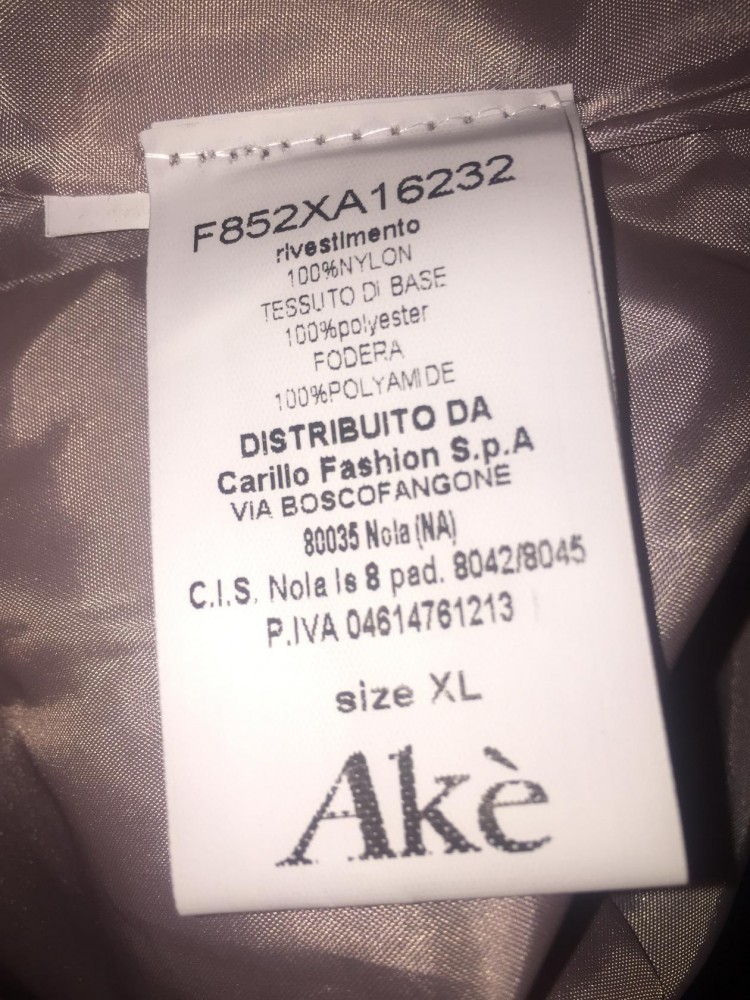 F852XA16232
rivestimento
100%NYLON
TESSUTO DI BASE
100%polyester
FODERA
100%POLYAMIDE
DISTRIBUITO DA
Carillo Fashion S.p.A
VIA BOSCOFANGONE
80035 Nola (NA)
C.I.S. Nola Is 8 pad. 8042/8045
P.IVA 04614761213
size XL
Akè